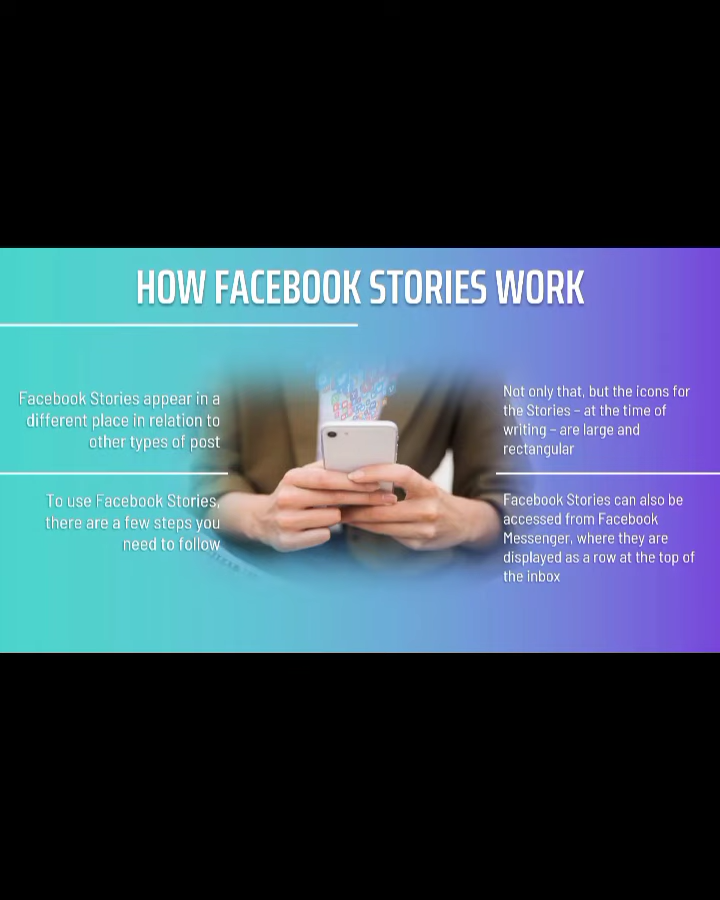 HOW FACEBOOK STORIES WORK
Facebook Stories appear in a
different place in relation to
other types of post
To use Facebook Stories,
there are a few steps you
need to follow
Not only that, but the icons for
the Stories – at the time of
writing – are large and
rectangular
Facebook Stories can also be
accessed from Facebook
Messenger, where they are
displayed as a row at the top of
the inbox